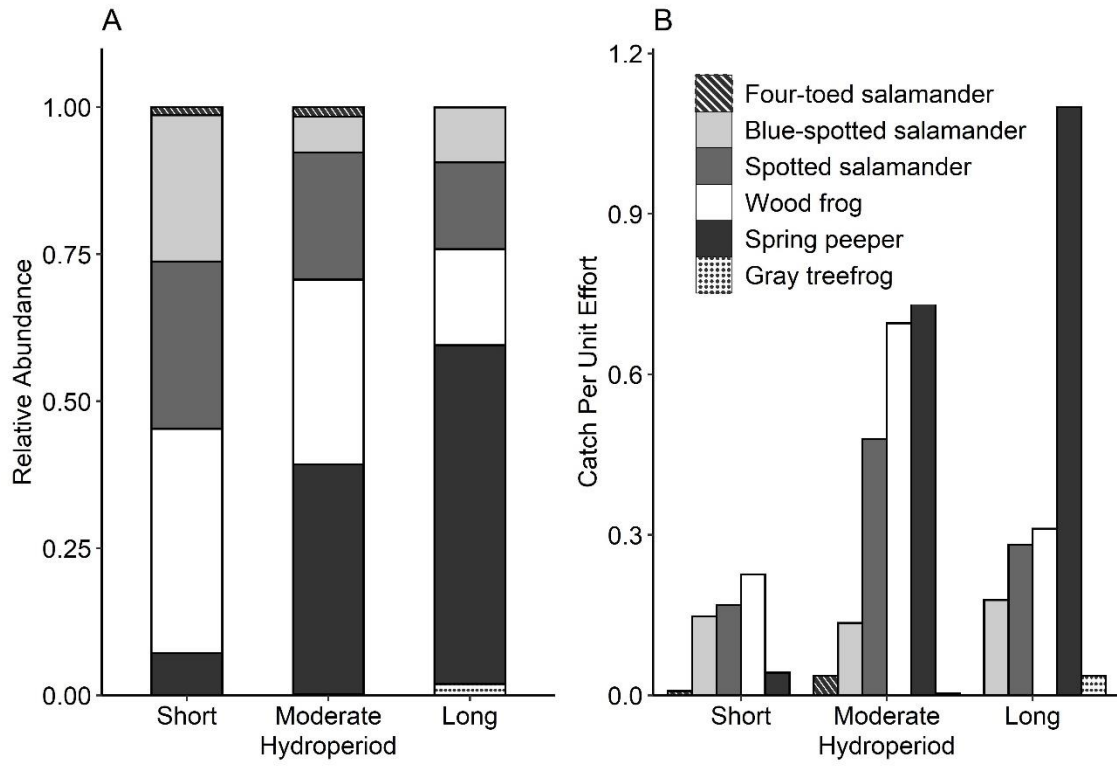 A
1.00
0.75
0.50
0.25
0.00
Relative Abundance
Short
Moderate
Long
Hydroperiod
B
1.2
0.9
0.6
0.3
0.0
Catch Per Unit Effort
Four-toed salamander
Blue-spotted salamander
Spotted salamander
Wood frog
Spring peeper
Gray treefrog
Short
Moderate
Long
Hydroperiod